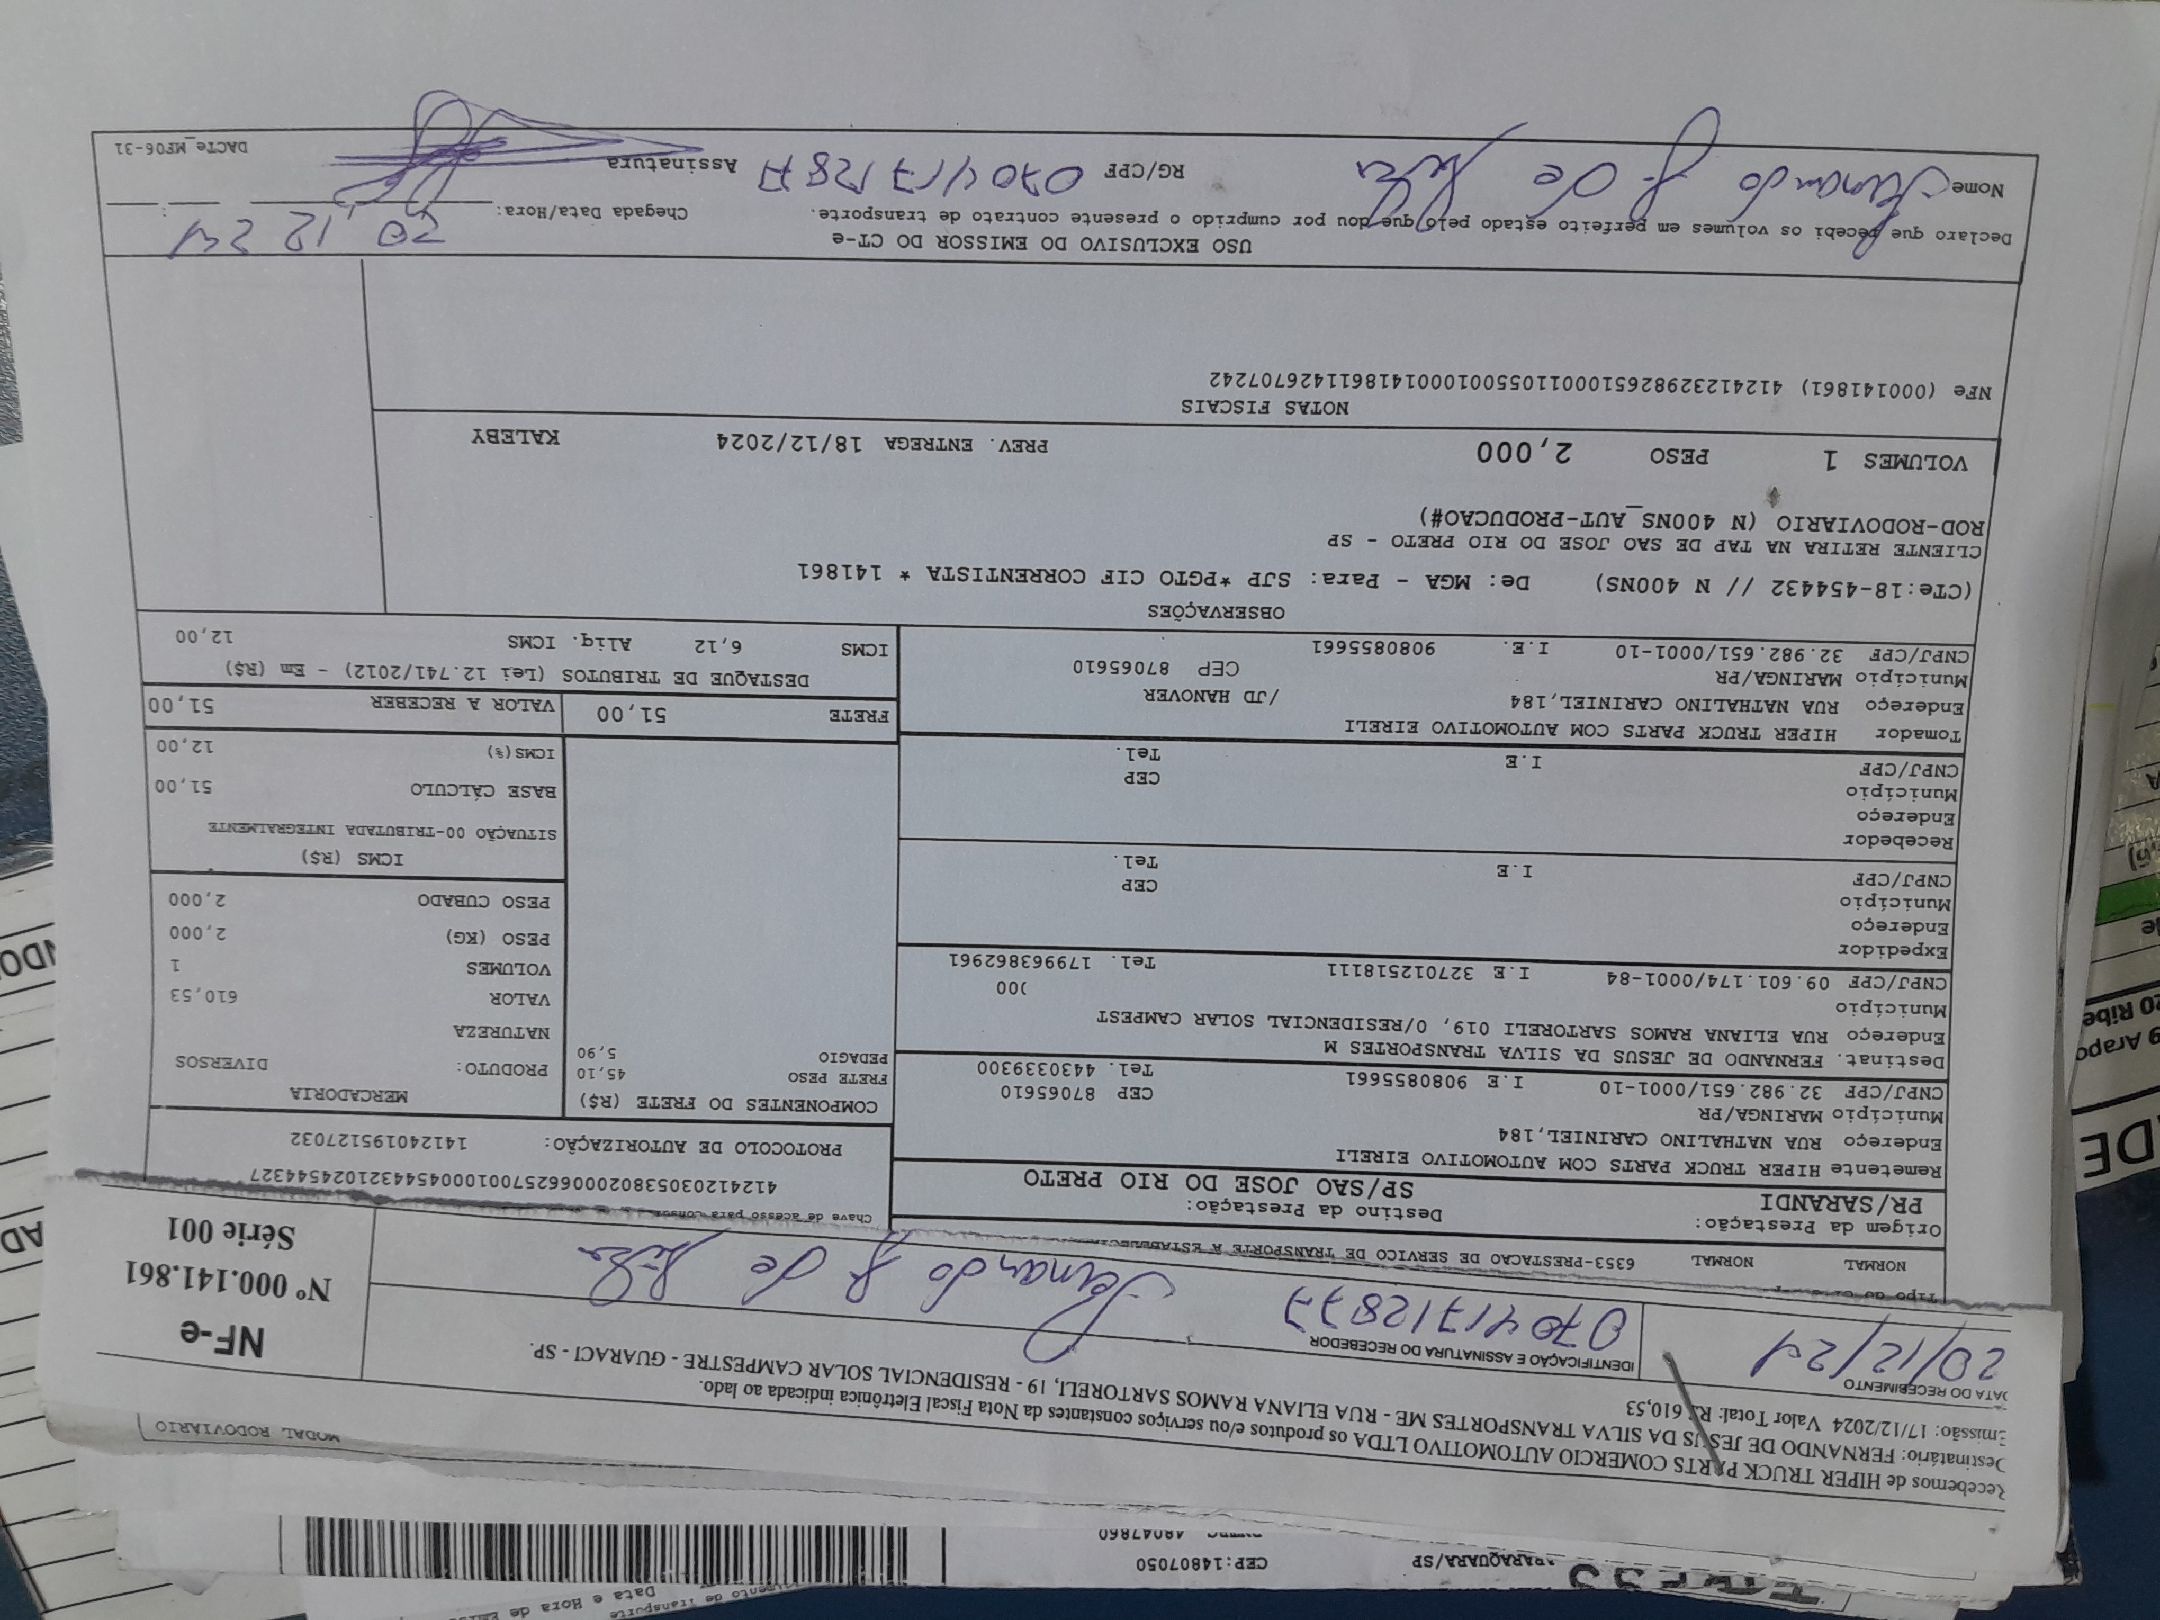 Recebemos de HIPER TRUCK PARTS COMERCIO AUTOMOTIVO LTDA os produtos e/ou serviços constantes da Nota Fiscal Eletrônica indicada ao lado.
Destinatário: FERNANDO DE JESUS DA SILVA TRANSPORTES ME - RUA ELIANA RAMOS SARTORELI, 19 - RESIDENCIAL SOLAR CAMPESTRE - GUARACI - SP.
Emissão: 17/12/2024 Valor Total: R$ 610,53
DATA DO RECEBIMENTO
20/12/24
IDENTIFICAÇÃO E ASSINATURA DO RECEBEDOR
07041712877
Fernando J. de
NF-e
Nº 000.141.861
Série 001
MODAL RODOVIÁRIO
ARARAQUARA/SP CEP:14807050
Data e Hora de
NORMAL NORMAL 6353-PRESTACAO DE SERVICO DE TRANSPORTE A
Origem da Prestação: Destino da Prestação:
PR/SARANDI SP/SAO JOSE DO RIO PRETO
Chave de acesso para
41241203053802000662570010004544321024544327
PROTOCOLO DE AUTORIZAÇÃO: 141240195127032
Remetente HIPER TRUCK PARTS COM AUTOMOTIVO EIRELI
Endereço RUA NATHALINO CARINIEL,184
Município MARINGA/PR CEP 87065610
CNPJ/CPF 32.982.651/0001-10 I.E 9080855661 Tel. 4430339300
Destinat. FERNANDO DE JESUS DA SILVA TRANSPORTES M
Endereço RUA ELIANA RAMOS SARTORELI 019, 0/RESIDENCIAL SOLAR CAMPEST
Município
CNPJ/CPF 09.601.174/0001-84 I.E 327012518111 Tel. 179963862961
Expedidor
Endereço
Município CEP
CNPJ/CPF I.E Tel.
Recebedor
Endereço
Município CEP
CNPJ/CPF I.E Tel.
Tomador HIPER TRUCK PARTS COM AUTOMOTIVO EIRELI
Endereço RUA NATHALINO CARINIEL,184 /JD HANOVER
Município MARINGA/PR CEP 87065610
CNPJ/CPF 32.982.651/0001-10 I.E. 9080855661
COMPONENTES DO FRETE (R$)
FRETE PESO 45,10
PEDAGIO 5,90
MERCADORIA
PRODUTO: DIVERSOS
NATUREZA
VALOR 610,53
VOLUMES 1
PESO (KG) 2,000
PESO CUBADO 2,000
ICMS (R$)
SITUAÇÃO 00-TRIBUTADA INTEGRALMENTE
BASE CÁLCULO 51,00
ICMS(%) 12,00
FRETE 51,00 VALOR A RECEBER 51,00
DESTAQUE DE TRIBUTOS (Lei 12.741/2012) - Em (R$)
ICMS 6,12 Aliq. ICMS 12,00
OBSERVAÇÕES
(CTe:18-454432 // N 400NS) De: MGA - Para: SJP *PGTO CIF CORRENTISTA * 141861
CLIENTE RETIRA NA TAP DE SAO JOSE DO RIO PRETO - SP
ROD-RODOVIARIO (N 400NS_AUT-PRODUCAO#)
VOLUMES 1 PESO 2,000 PREV. ENTREGA 18/12/2024 KALEBY
NOTAS FISCAIS
NFe (000141861) 41241232982651000110550010001418611426707242
USO EXCLUSIVO DO EMISSOR DO CT-e
Declaro que recebi os volumes em perfeito estado pelo que dou por cumprido o presente contrato de transporte.
Chegada Data/Hora: 20 12 24
Nome Fernando J. de
RG/CPF 07041712877
Assinatura
DACTe_MF06-31